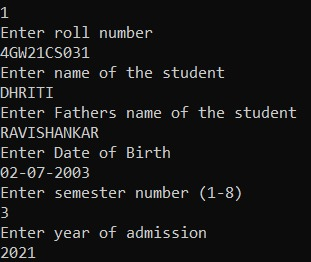 1
Enter roll number
4GW21CS031
Enter name of the student
DHRITI
Enter Fathers name of the student
RAVISHANKAR
Enter Date of Birth
02-07-2003
Enter semester number (1-8)
3
Enter year of admission
2021